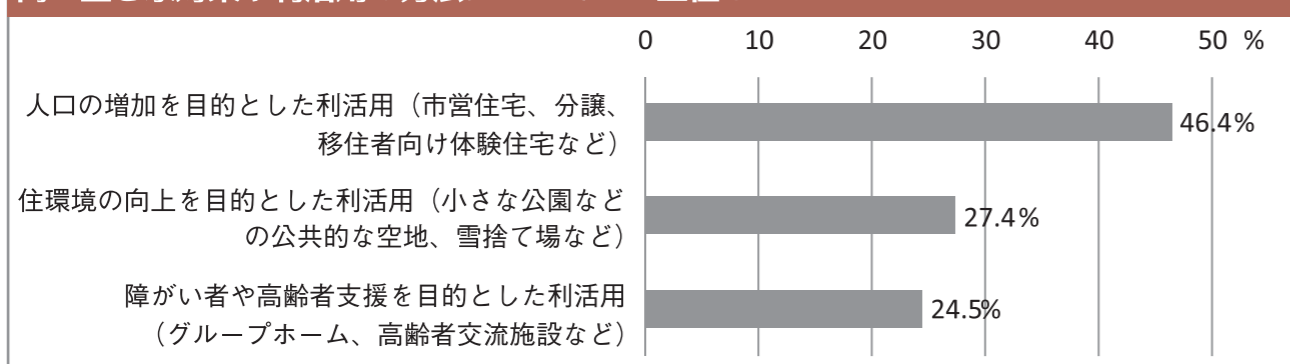 0 10 20 30 40 50 %
人口の増加を目的とした利活用（市営住宅、分譲、
移住者向け体験住宅など）
46.4%
住環境の向上を目的とした利活用（小さな公園など
の公共的な空地、雪捨て場など）
27.4%
障がい者や高齢者支援を目的とした利活用
（グループホーム、高齢者交流施設など）
24.5%